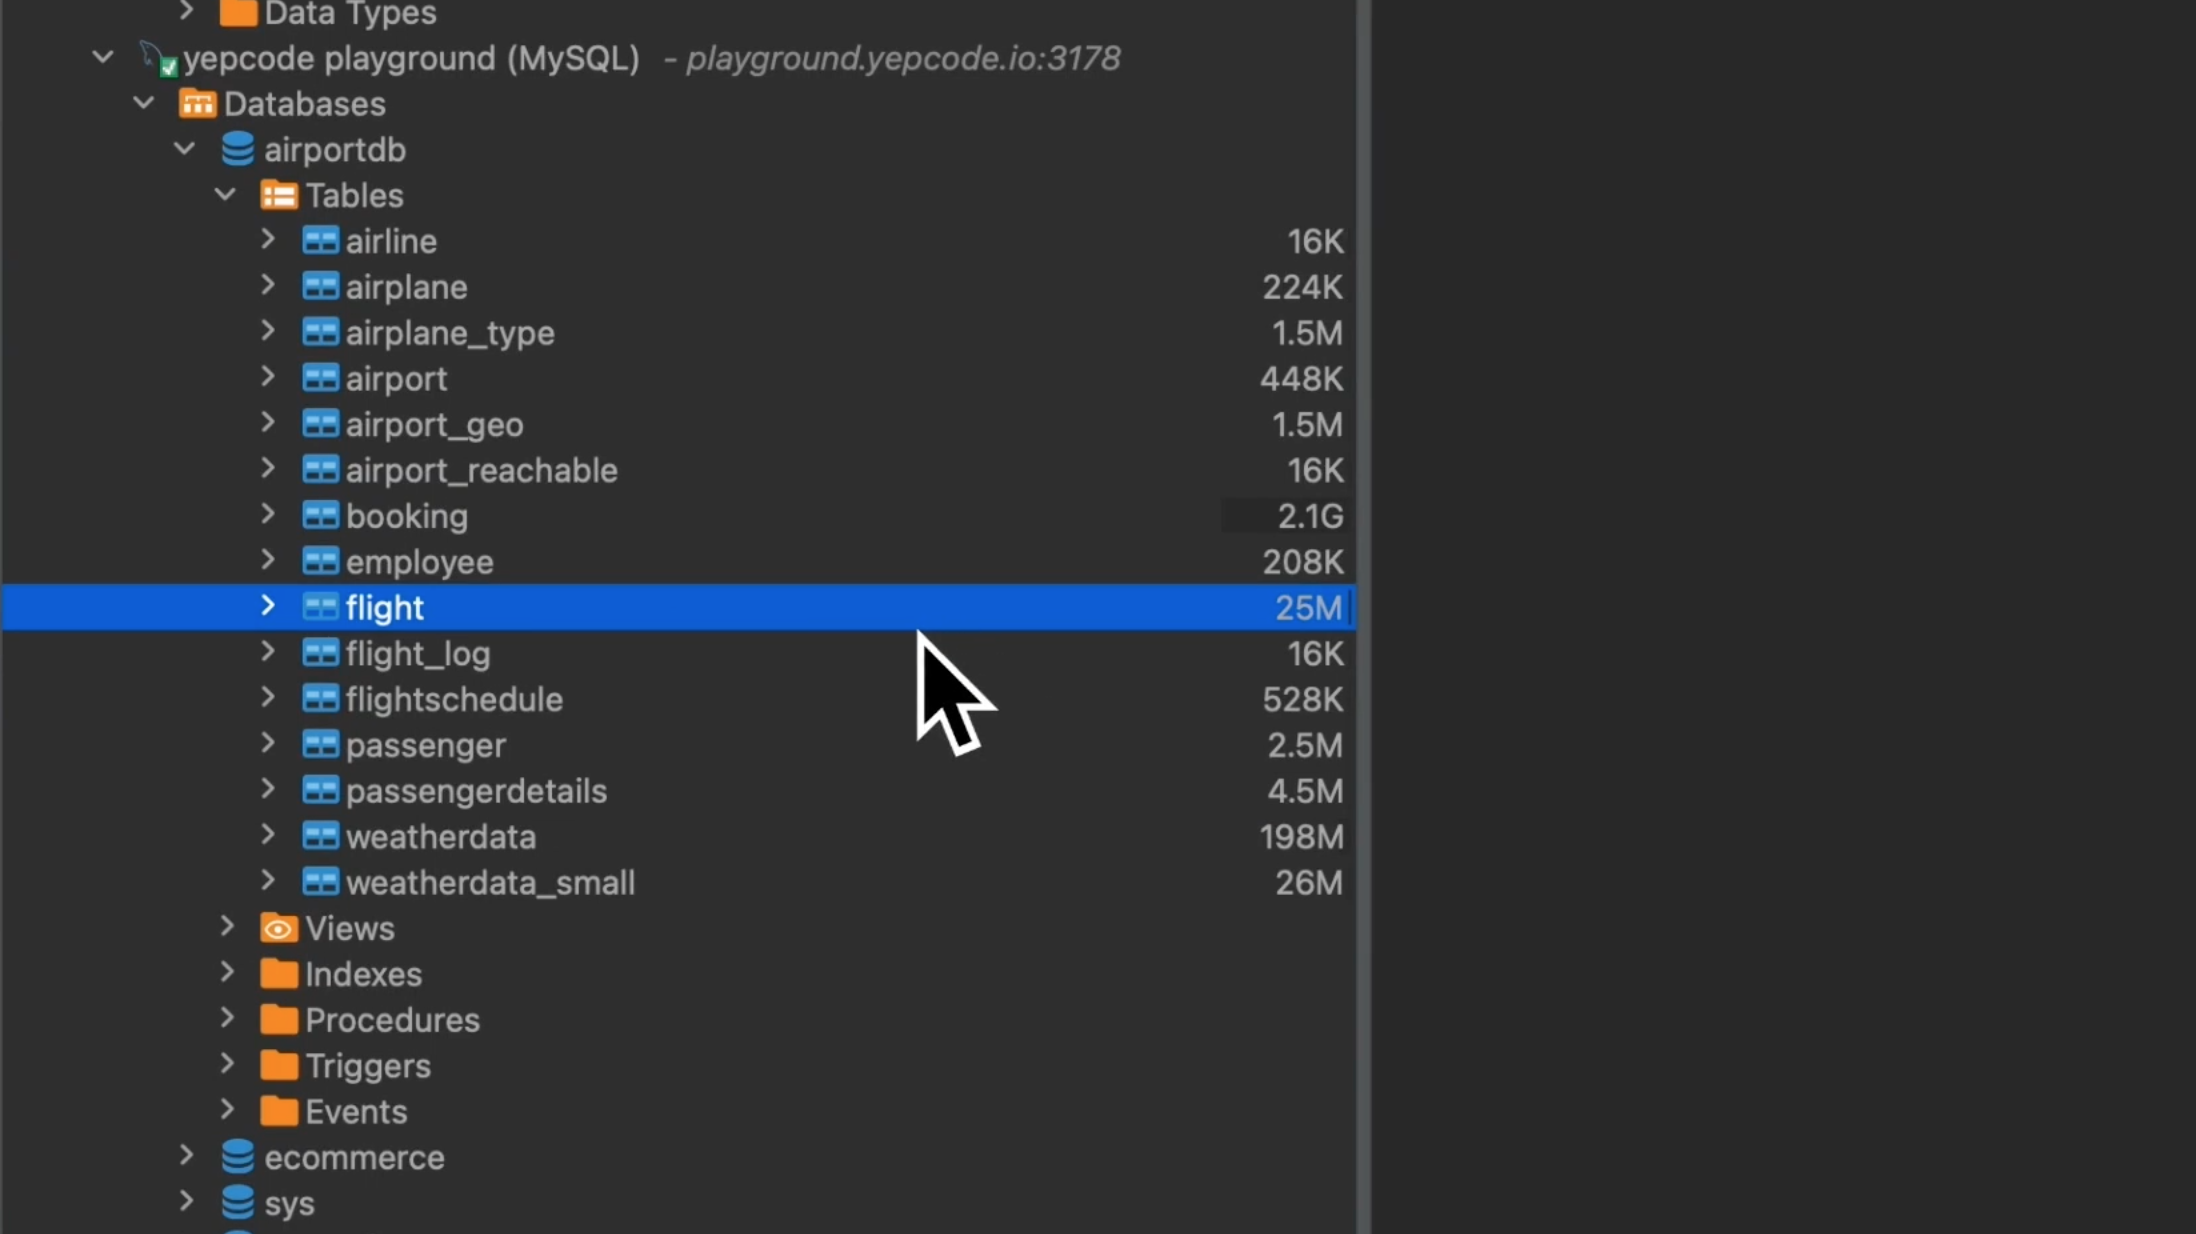 Data Types
yepcode playground (MySQL) - playground.yepcode.io:3178
Databases
airportdb
Tables
airline 16K
airplane 224K
airplane_type 1.5M
airport 448K
airport_geo 1.5M
airport_reachable 16K
booking 2.1G
employee 208K
flight 25M
flight_log 16K
flightschedule 528K
passenger 2.5M
passengerdetails 4.5M
weatherdata 198M
weatherdata_small 26M
Views
Indexes
Procedures
Triggers
Events
ecommerce
sys